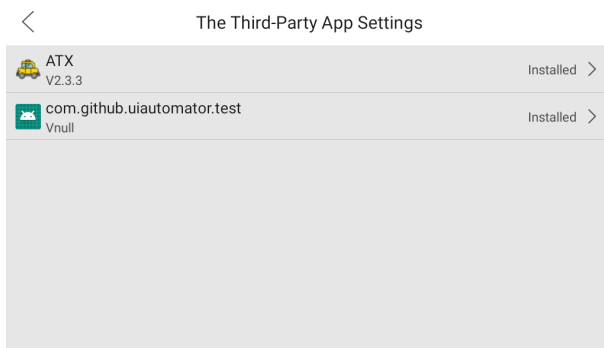 The Third-Party App Settings
ATX
V2.3.3
Installed
com.github.uiautomator.test
Vnull
Installed